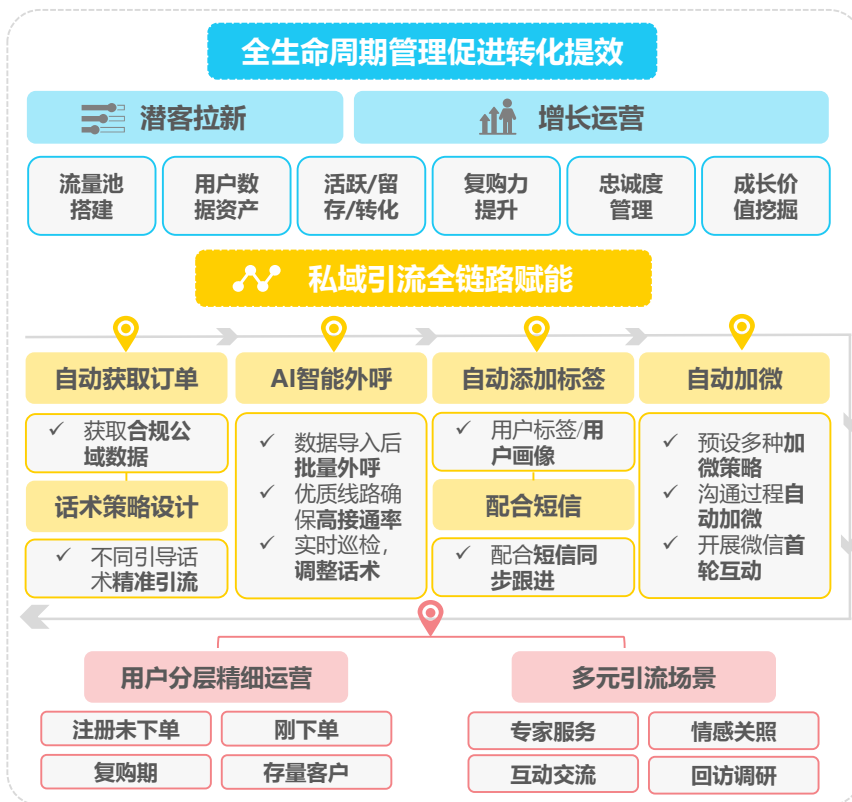 全生命周期管理促进转化提效
潜客拉新
增长运营
流量池
搭建
用户数
据资产
活跃/留
存/转化
复购力
提升
忠诚度
管理
成长价
值挖掘
私域引流全链路赋能
自动获取订单
✓ 获取合规公
域数据
话术策略设计
✓ 不同引导话
术精准引流
AI智能外呼
✓ 数据导入后
批量外呼
✓ 优质线路确
保高接通率
✓ 实时巡检，
调整话术
自动添加标签
✓ 用户标签/用
户画像
配合短信
✓ 配合短信同
步跟进
自动加微
✓ 预设多种加
微策略
✓ 沟通过程自
动加微
✓ 开展微信首
轮互动
用户分层精细运营
注册未下单
刚下单
复购期
存量客户
多元引流场景
专家服务
情感关照
互动交流
回访调研